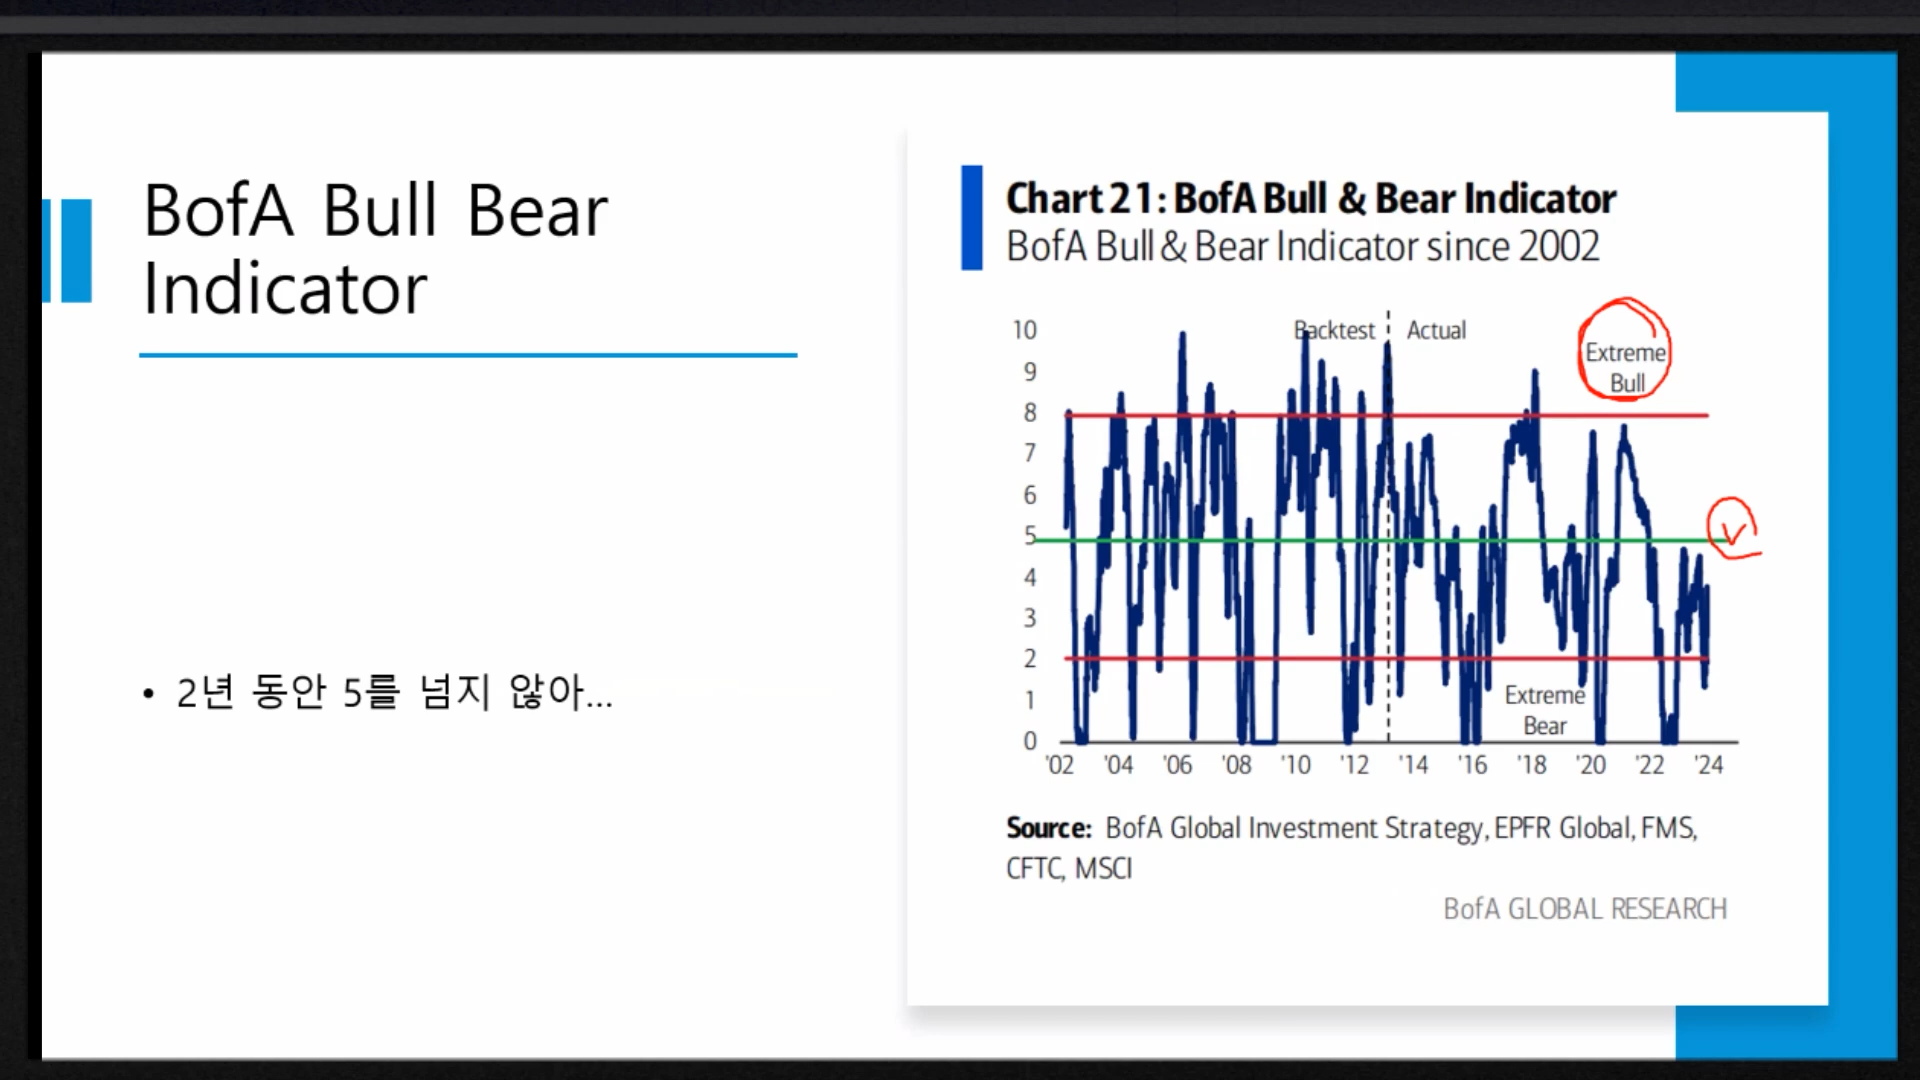 BofA Bull Bear
Indicator
• 2년 동안 5를 넘지 않아...
Chart 21: BofA Bull & Bear Indicator
BofA Bull & Bear Indicator since 2002
10
9
8
7
6
5
4
3
2
1
0
Backtest
Actual
Extreme
Bull
Extreme
Bear
'02 '04 '06 '08 '10 '12 '14 '16 '18 '20 '22 '24
Source: BofA Global Investment Strategy, EPFR Global, FMS,
CFTC, MSCI
BofA GLOBAL RESEARCH